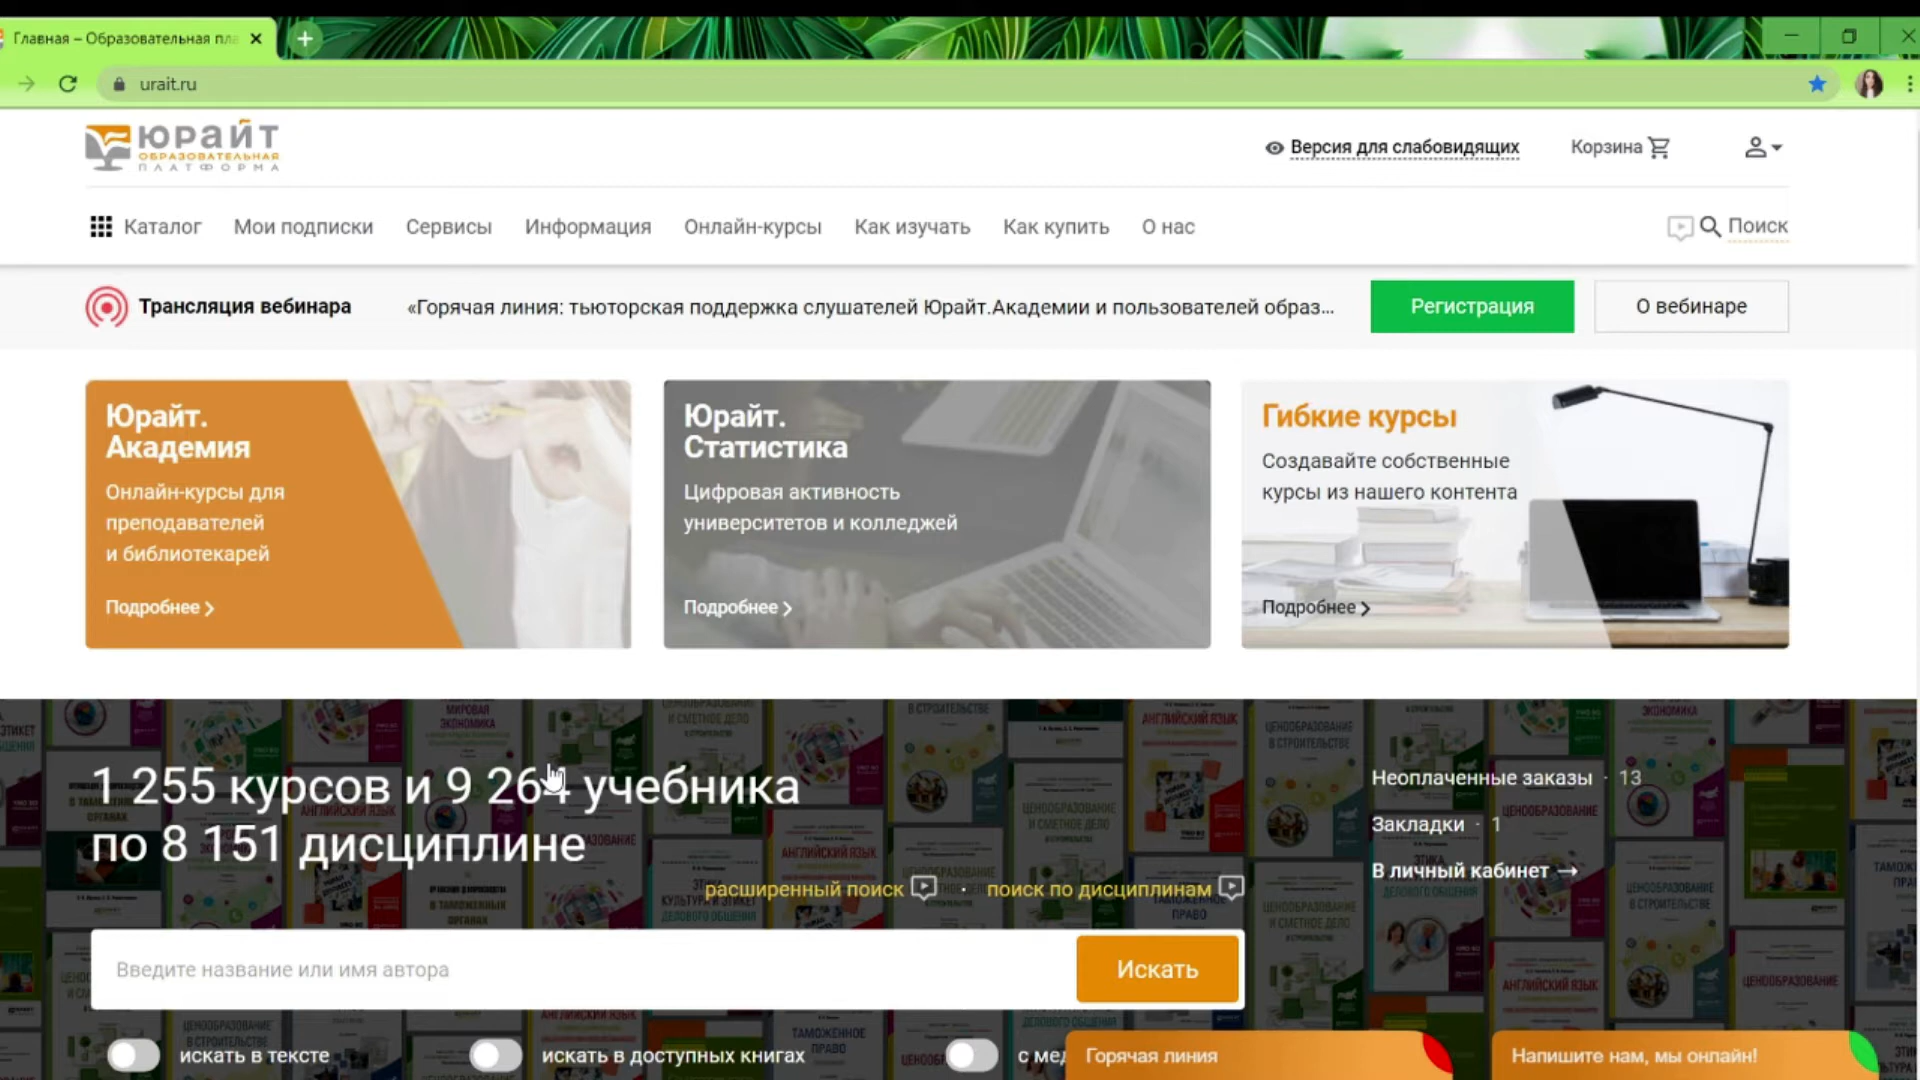 Главная – Образовательная пла
urait.ru
ЮРАЙТ
ОБРАЗОВАТЕЛЬНАЯ
ПЛАТФОРМА
Версия для слабовидящих
Корзина
Каталог
Мои подписки
Сервисы
Информация
Онлайн-курсы
Как изучать
Как купить
О нас
Поиск
Трансляция вебинара
«Горячая линия: тьюторская поддержка слушателей Юрайт.Академии и пользователей образ...
Регистрация
О вебинаре
Юрайт.
Академия
Онлайн-курсы для
преподавателей
и библиотекарей
Подробнее
Юрайт.
Статистика
Цифровая активность
университетов и колледжей
Подробнее
Гибкие курсы
Создавайте собственные
курсы из нашего контента
Подробнее
1 255 курсов и 9 264 учебника
по 8 151 дисциплине
Неоплаченные заказы · 13
Закладки · 1
В личный кабинет →
расширенный поиск
·
поиск по дисциплинам
Введите название или имя автора
Искать
искать в тексте
искать в доступных книгах
с мед
Горячая линия
Напишите нам, мы онлайн!